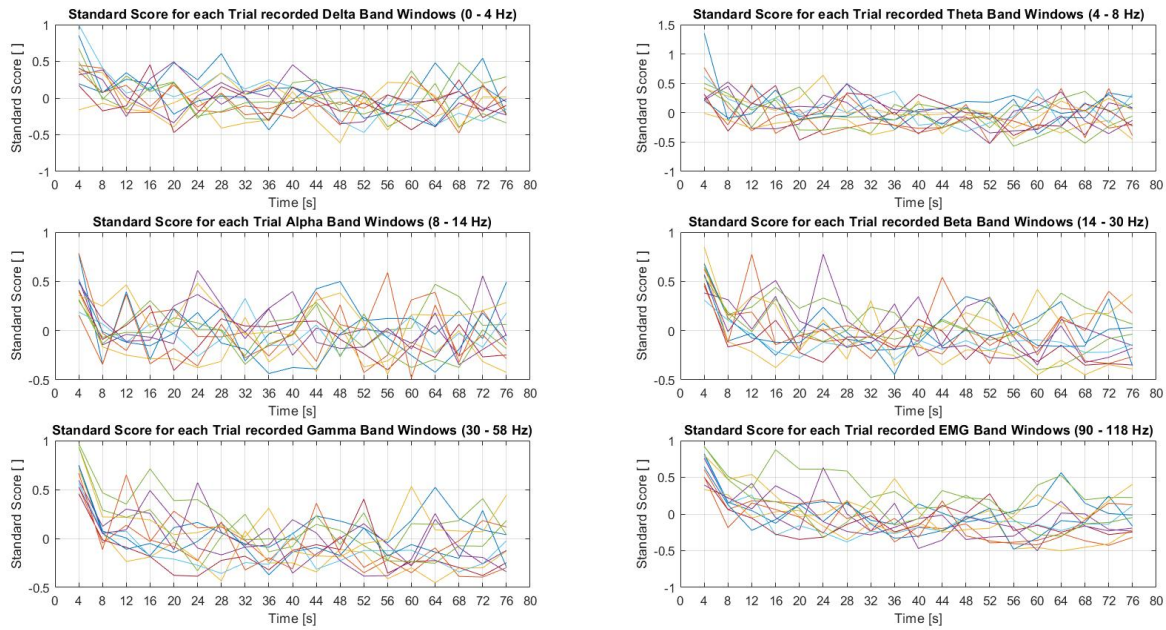 Standard Score for each Trial recorded Delta Band Windows (0 - 4 Hz)
Standard Score [ ]
1
0.5
0
-0.5
-1
0 4 8 12 16 20 24 28 32 36 40 44 48 52 56 60 64 68 72 76 80
Time [s]
Standard Score for each Trial recorded Theta Band Windows (4 - 8 Hz)
Standard Score [ ]
1.5
1
0.5
0
-0.5
-1
0 4 8 12 16 20 24 28 32 36 40 44 48 52 56 60 64 68 72 76 80
Time [s]
Standard Score for each Trial Alpha Band Windows (8 - 14 Hz)
Standard Score [ ]
1
0.5
0
-0.5
0 4 8 12 16 20 24 28 32 36 40 44 48 52 56 60 64 68 72 76 80
Time [s]
Standard Score for each Trial recorded Beta Band Windows (14 - 30 Hz)
Standard Score [ ]
1
0.5
0
-0.5
0 4 8 12 16 20 24 28 32 36 40 44 48 52 56 60 64 68 72 76 80
Time [s]
Standard Score for each Trial recorded Gamma Band Windows (30 - 58 Hz)
Standard Score [ ]
1
0.5
0
-0.5
0 4 8 12 16 20 24 28 32 36 40 44 48 52 56 60 64 68 72 76 80
Time [s]
Standard Score for each Trial recorded EMG Band Windows (90 - 118 Hz)
Standard Score [ ]
1
0.5
0
-0.5
-1
0 4 8 12 16 20 24 28 32 36 40 44 48 52 56 60 64 68 72 76 80
Time [s]